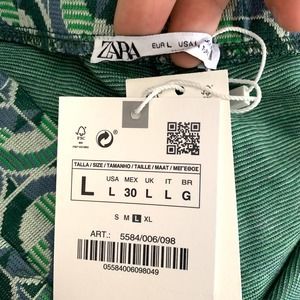 ZARA
EUR L USA L
FSC
TALLA / SIZE / TAMANHO / TAILLE / MAAT / ΜΕΓΕΘΟΣ
L
USA MEX UK IT BR
L 30 L L G
S M L XL
ART.: 5584/006/098
05584006098049